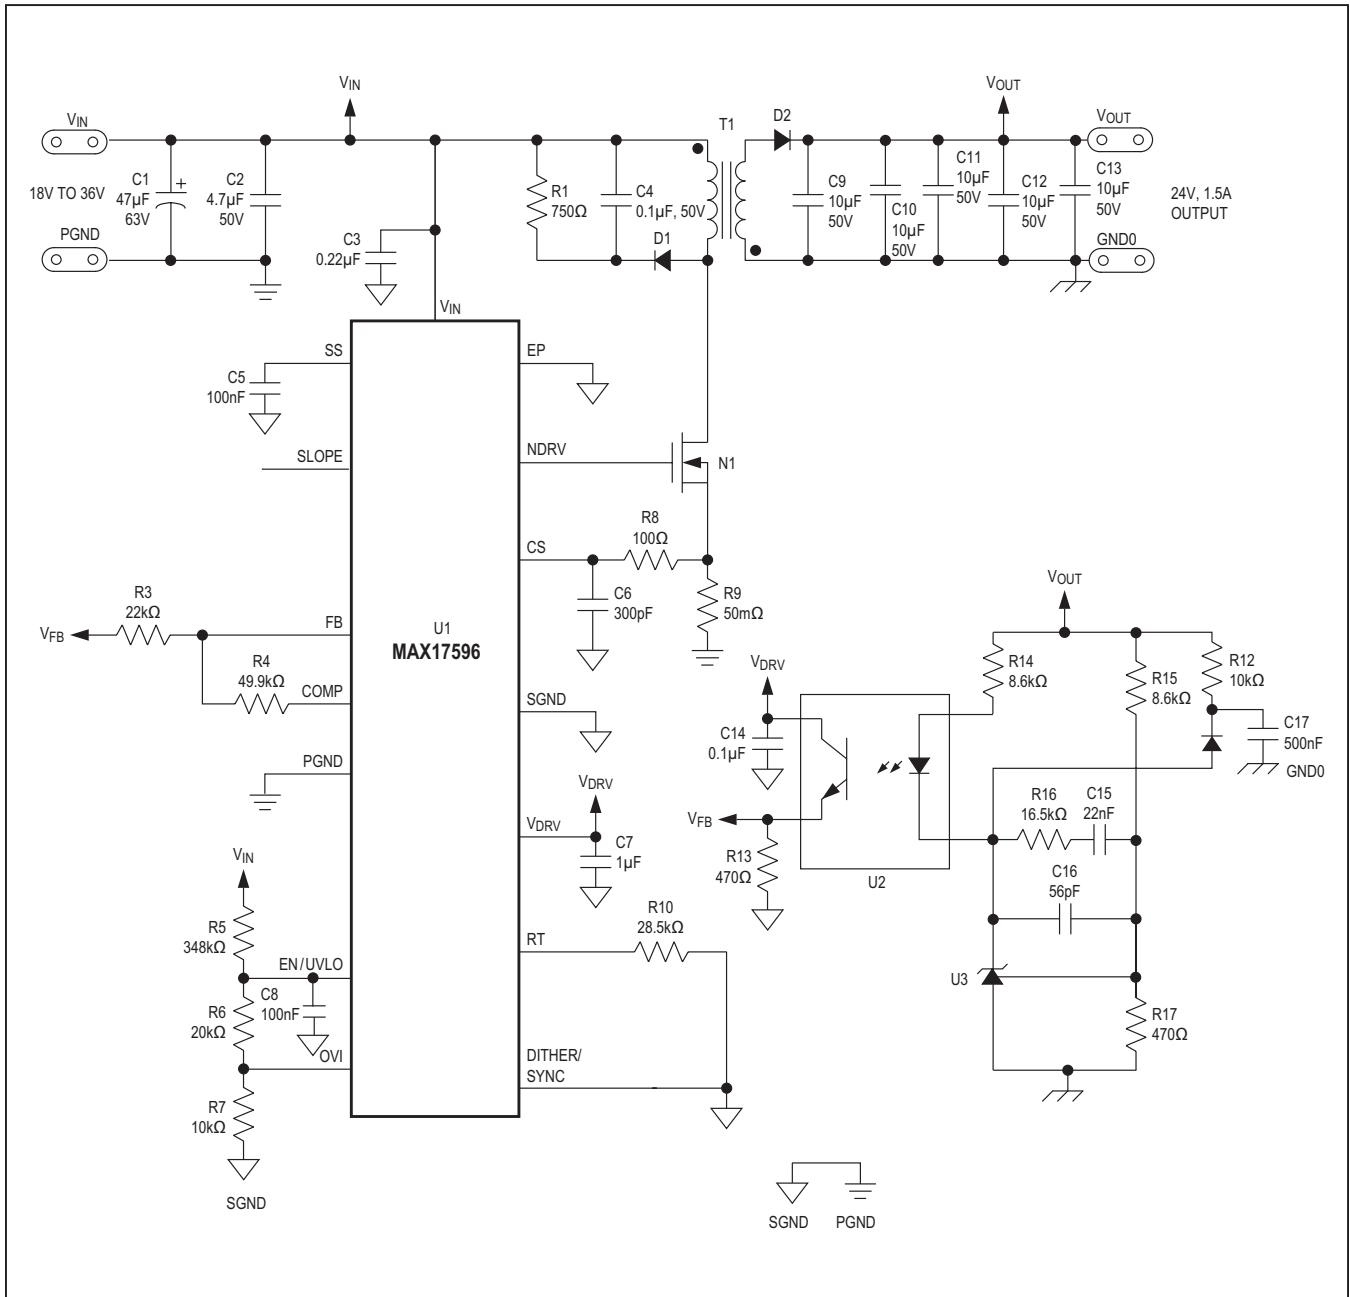 VIN
VOUT
VIN
T1
D2
VOUT
18V TO 36V
C1
47µF
63V
C2
4.7µF
50V
R1
750Ω
C4
0.1µF, 50V
D1
C9
10µF
50V
C10
10µF
50V
C11
10µF
50V
C12
10µF
50V
C13
10µF
50V
24V, 1.5A
OUTPUT
PGND
GND0
C3
0.22µF
VIN
SS
EP
C5
100nF
SLOPE
NDRV
N1
CS
R8
100Ω
C6
300pF
R9
50mΩ
R3
22kΩ
VFB
FB
U1
MAX17596
R4
49.9kΩ
COMP
SGND
PGND
VDRV
VDRV
C7
1µF
VIN
R5
348kΩ
EN/UVLO
C8
100nF
R6
20kΩ
OVI
R7
10kΩ
SGND
RT
R10
28.5kΩ
DITHER/
SYNC
VOUT
R14
8.6kΩ
R15
8.6kΩ
R12
10kΩ
C17
500nF
GND0
VDRV
C14
0.1µF
VFB
R13
470Ω
U2
R16
16.5kΩ
C15
22nF
C16
56pF
U3
R17
470Ω
SGND
PGND